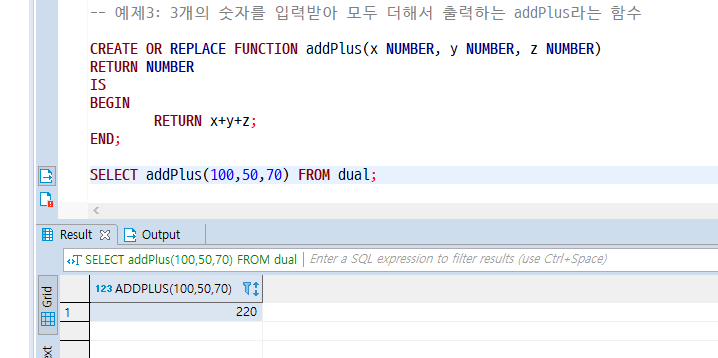 -- 예제3: 3개의 숫자를 입력받아 모두 더해서 출력하는 addPlus라는 함수
CREATE OR REPLACE FUNCTION addPlus(x NUMBER, y NUMBER, z NUMBER)
RETURN NUMBER
IS
BEGIN
RETURN x+y+z;
END;
SELECT addPlus(100,50,70) FROM dual;
Result
Output
SELECT addPlus(100,50,70) FROM dual
Enter a SQL expression to filter results (use Ctrl+Space)
Grid
123 ADDPLUS(100,50,70)
1 220